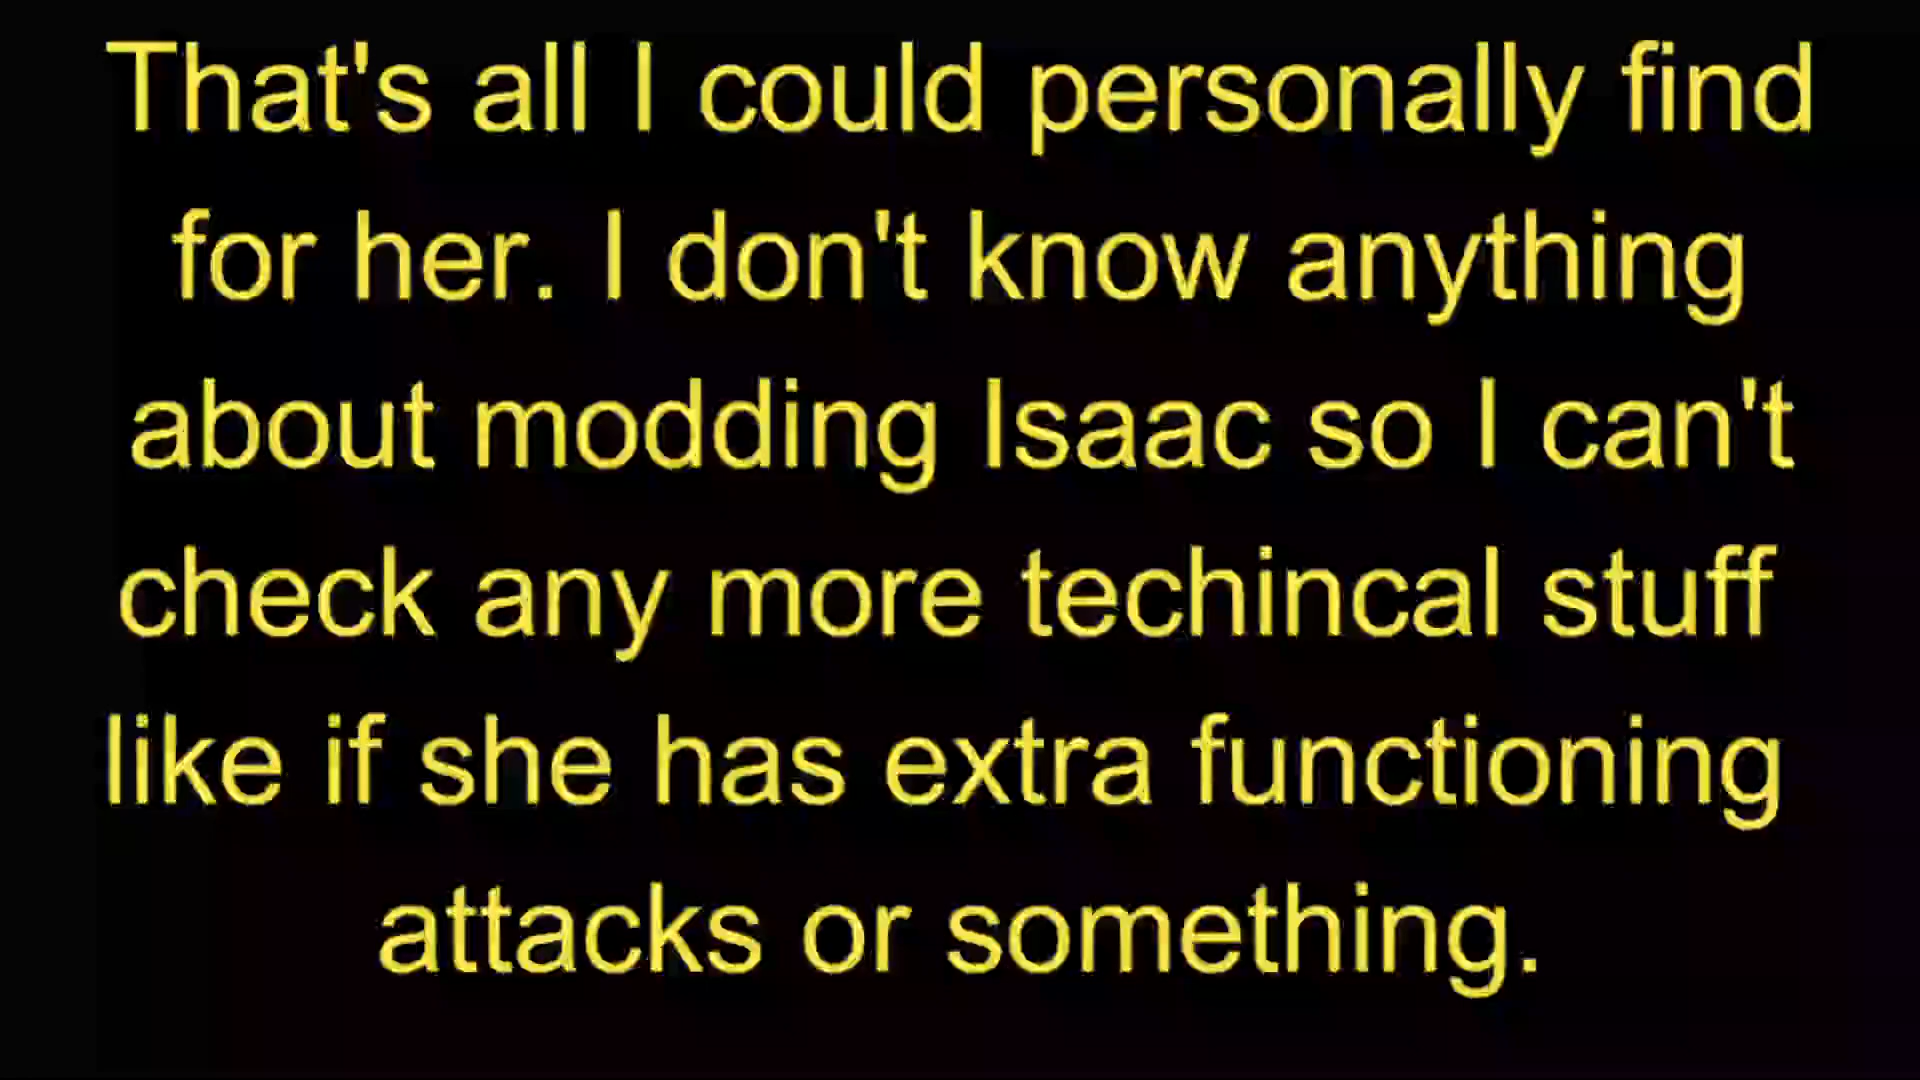 That's all I could personally find
for her. I don't know anything
about modding Isaac so I can't
check any more techincal stuff
like if she has extra functioning
attacks or something.